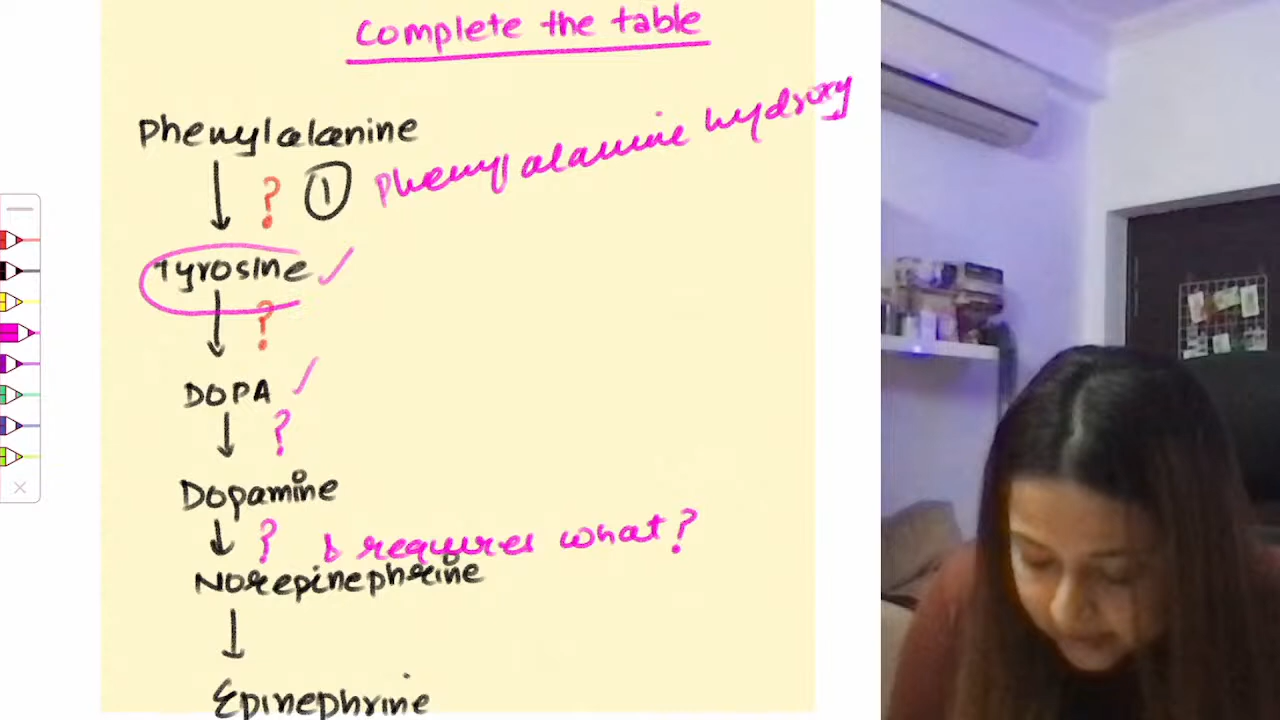 Complete the table
Phenylalanine
? ① Phenylalanine hydroxy
Tyrosine ✓
?
DOPA ✓
?
Dopamine
? & requires what?
Norepinephrine
Epinephrine